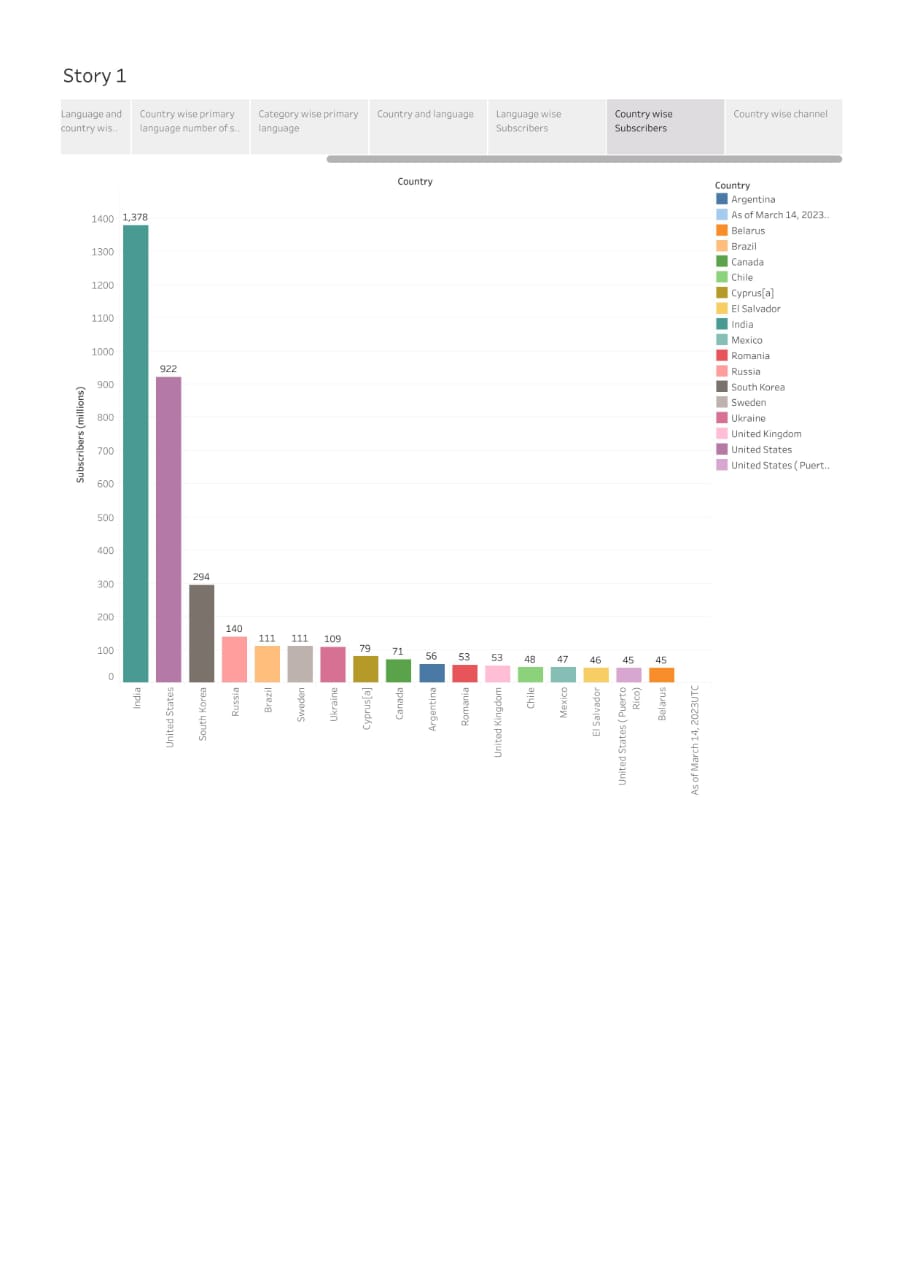 Story 1
Language and
country wis..
Country wise primary
language number of s..
Category wise primary
language
Country and language
Language wise
Subscribers
Country wise
Subscribers
Country wise channel
Country
Subscribers (millions)
1400
1300
1200
1100
1000
900
800
700
600
500
400
300
200
100
0
1,378
922
294
140
111
111
109
79
71
56
53
53
48
47
46
45
45
India
United States
South Korea
Russia
Brazil
Sweden
Ukraine
Cyprus[a]
Canada
Argentina
Romania
United Kingdom
Chile
Mexico
El Salvador
United States ( Puerto
Rico)
Belarus
As of March 14, 2023UTC
Country
Argentina
As of March 14, 2023..
Belarus
Brazil
Canada
Chile
Cyprus[a]
El Salvador
India
Mexico
Romania
Russia
South Korea
Sweden
Ukraine
United Kingdom
United States
United States ( Puert..